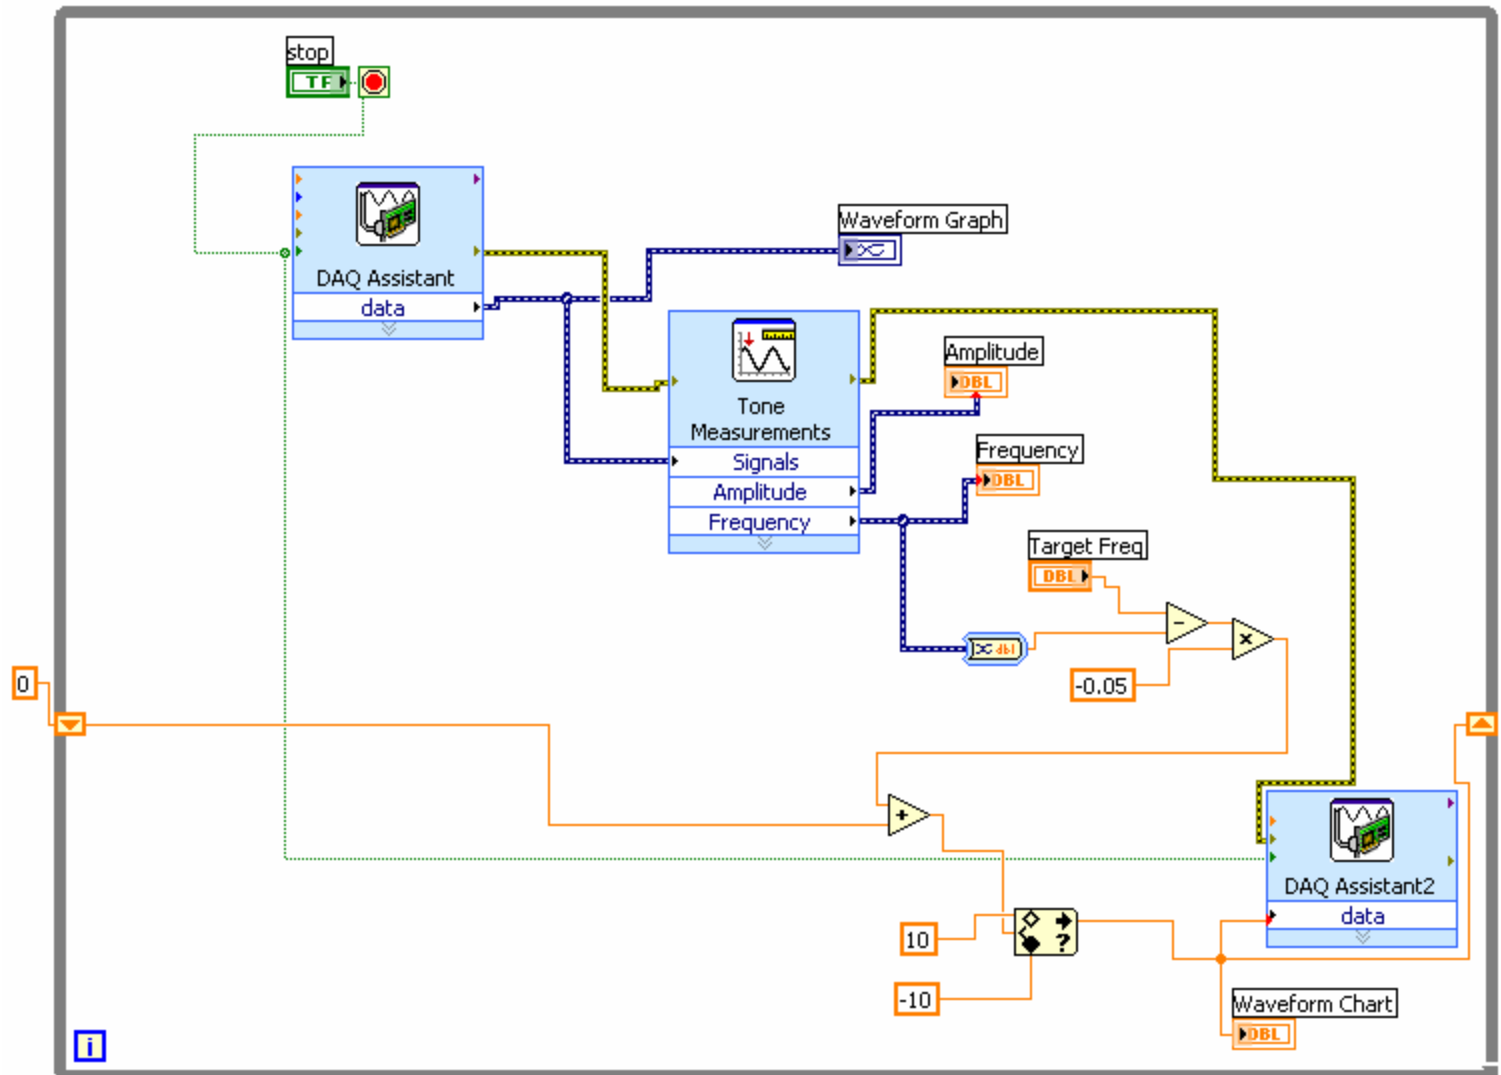 stop
TF
DAQ Assistant
data
Waveform Graph
Tone
Measurements
Signals
Amplitude
Frequency
Amplitude
DBL
Frequency
DBL
Target Freq
DBL
dbl
-
x
-0.05
0
+
10
-10
?
DAQ Assistant2
data
Waveform Chart
DBL
i